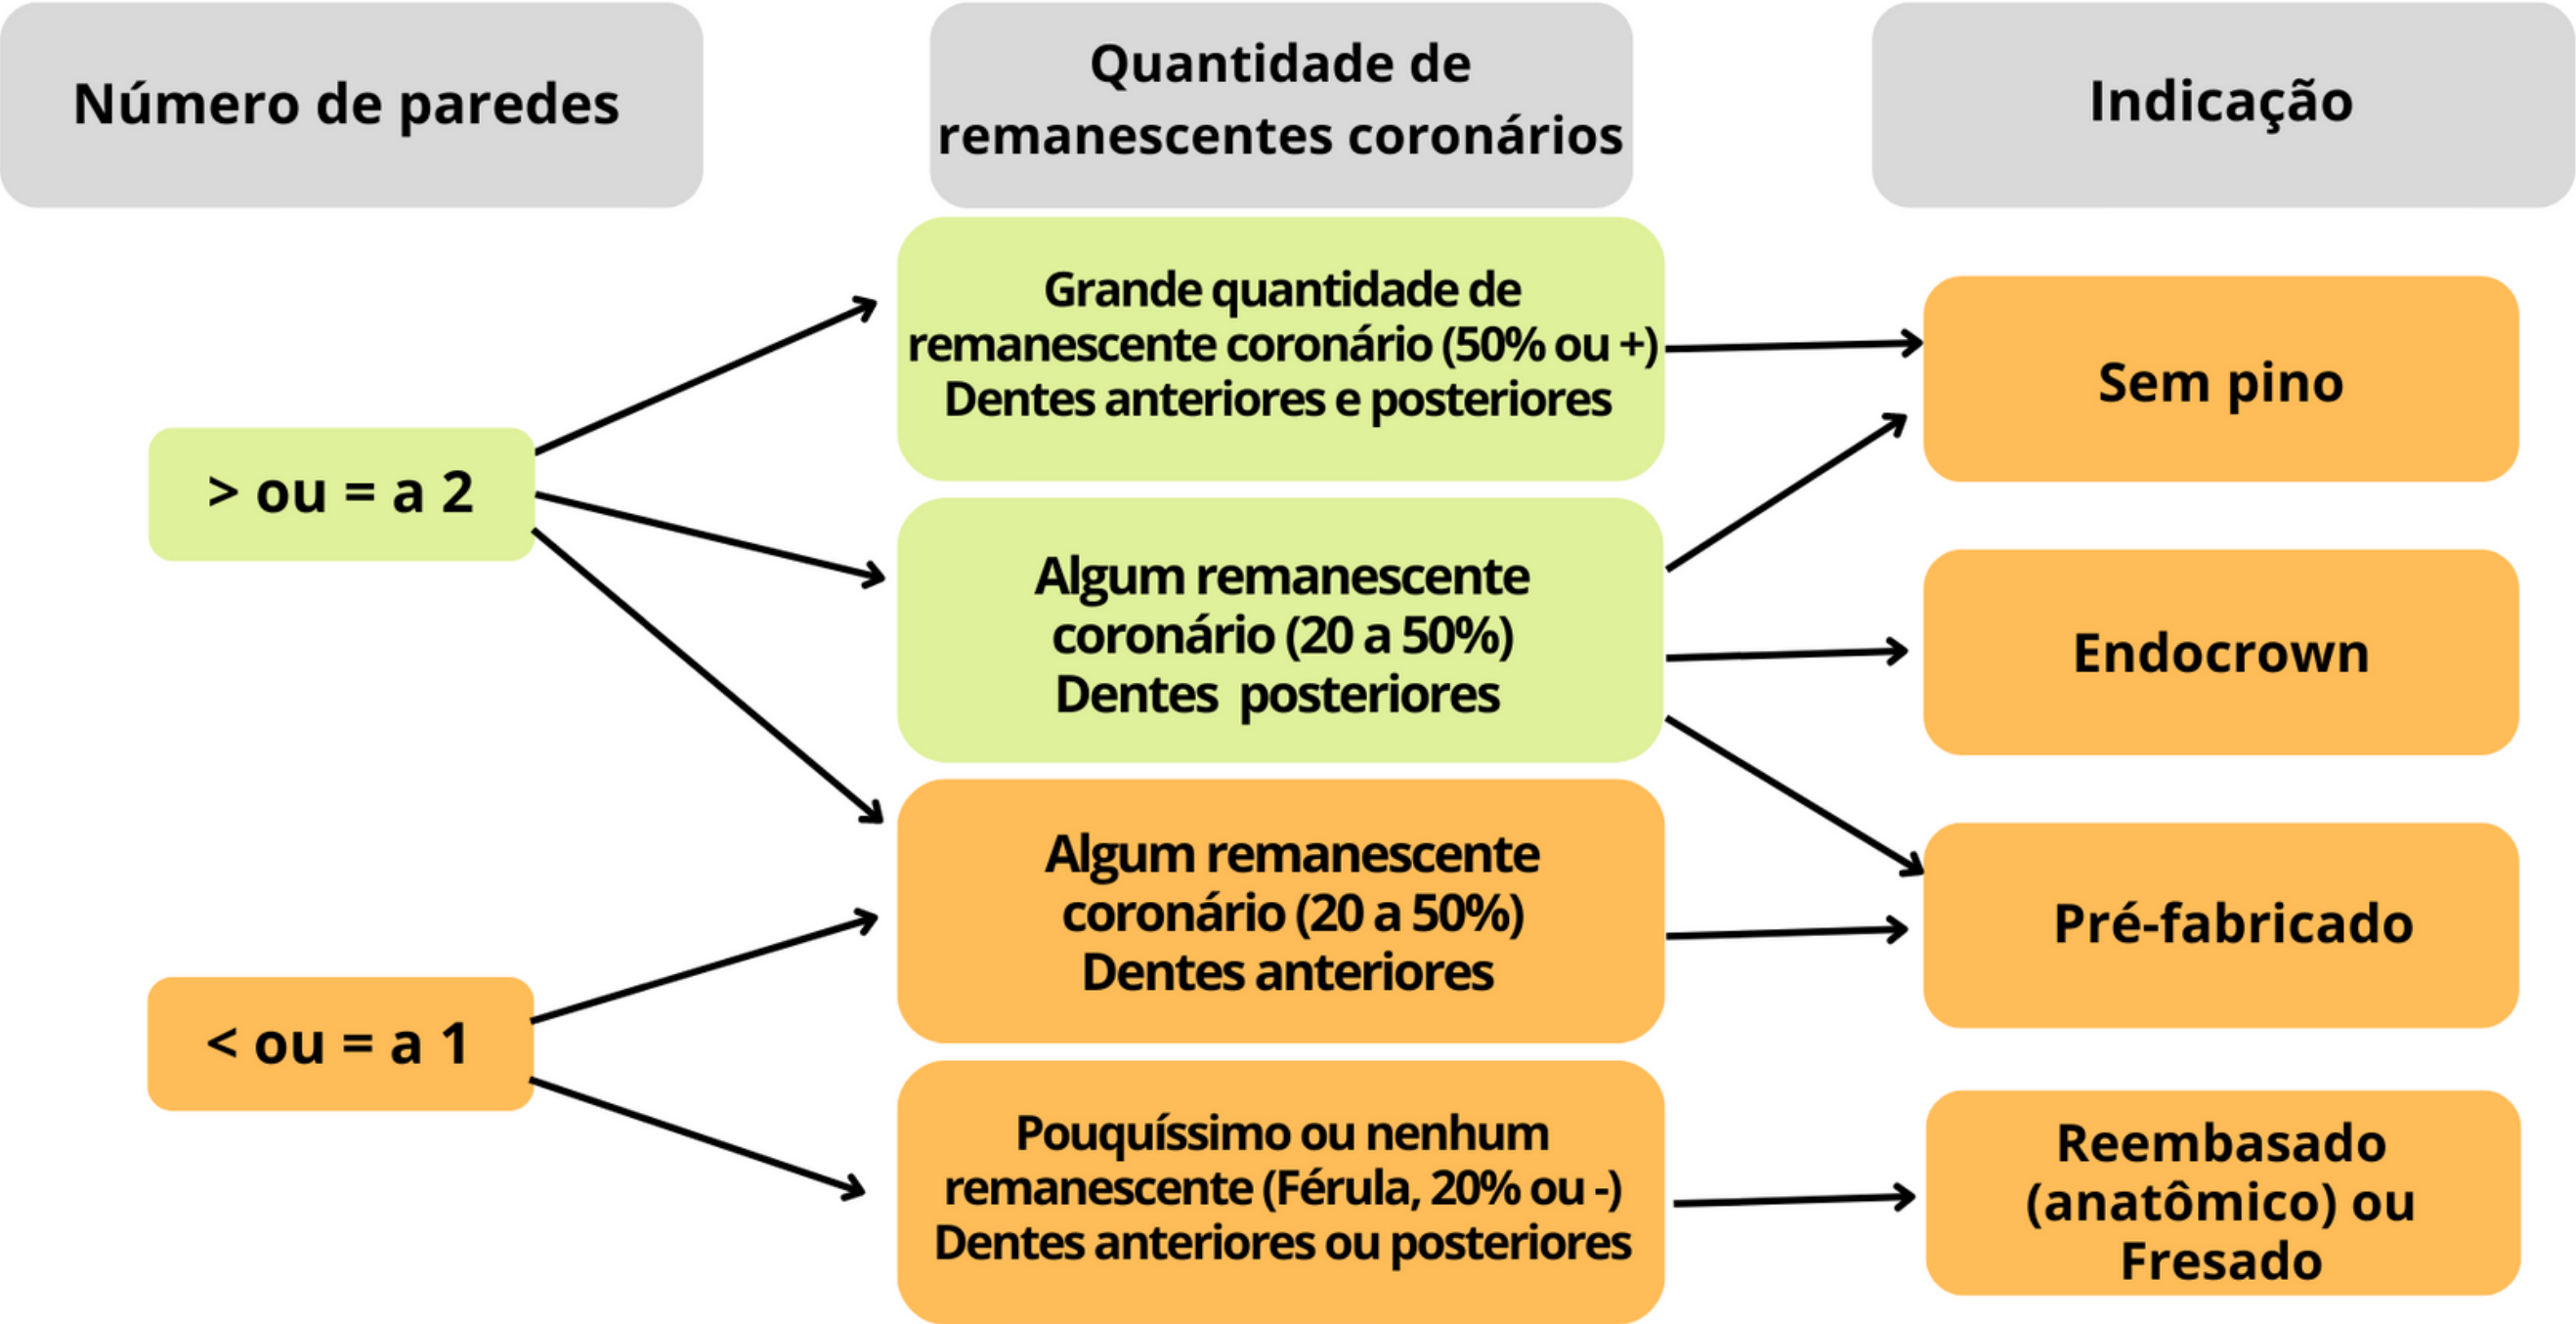 Número de paredes
Quantidade de
remanescentes coronários
Indicação
> ou = a 2
Grande quantidade de
remanescente coronário (50% ou +)
Dentes anteriores e posteriores
Sem pino
Algum remanescente
coronário (20 a 50%)
Dentes posteriores
Endocrown
Algum remanescente
coronário (20 a 50%)
Dentes anteriores
Pré-fabricado
< ou = a 1
Pouquíssimo ou nenhum
remanescente (Férula, 20% ou -)
Dentes anteriores ou posteriores
Reembasado
(anatômico) ou
Fresado